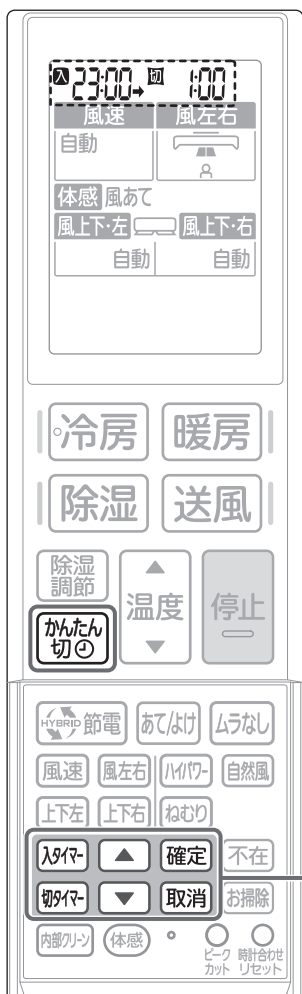 入 23:00→ 切 1:00
風速 風左右
自動
体感 風あて
風上下・左 風上下・右
自動 自動
冷房 暖房
除湿 送風
除湿
調節
温度
停止
かんたん
切
HYBRID 節電 あて/よけ ムラなし
風速 風左右 ハイパワー 自然風
上下左 上下右 ねむり
入タイマー 確定 不在
切タイマー 取消 お掃除
内部クリーン 体感
ピーク
カット
時計合わせ
リセット